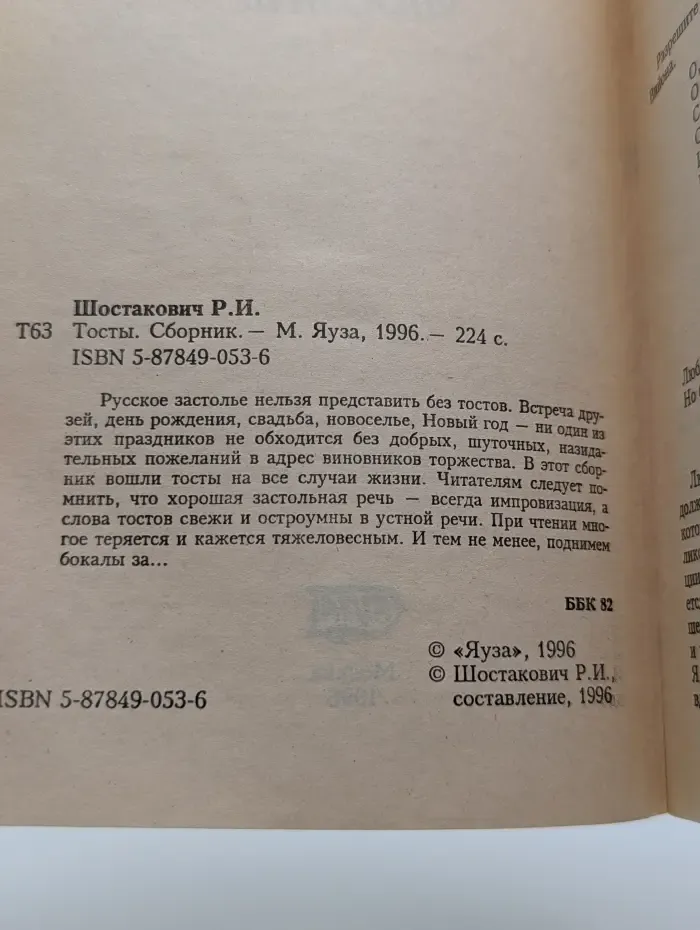 Шостакович Р.И.
Т63 Тосты. Сборник. — М. Яуза, 1996. — 224 с.
ISBN 5-87849-053-6
Русское застолье нельзя представить без тостов. Встреча дру-
зей, день рождения, свадьба, новоселье, Новый год — ни один из
этих праздников не обходится без добрых, шуточных, назида-
тельных пожеланий в адрес виновников торжества. В этот сбор-
ник вошли тосты на все случаи жизни. Читателям следует по-
мнить, что хорошая застольная речь — всегда импровизация, а
слова тостов свежи и остроумны в устной речи. При чтении мно-
гое теряется и кажется тяжеловесным. И тем не менее, поднимем
бокалы за...
ББК 82
© «Яуза», 1996
© Шостакович Р.И.,
составление, 1996
ISBN 5-87849-053-6
Разрешите